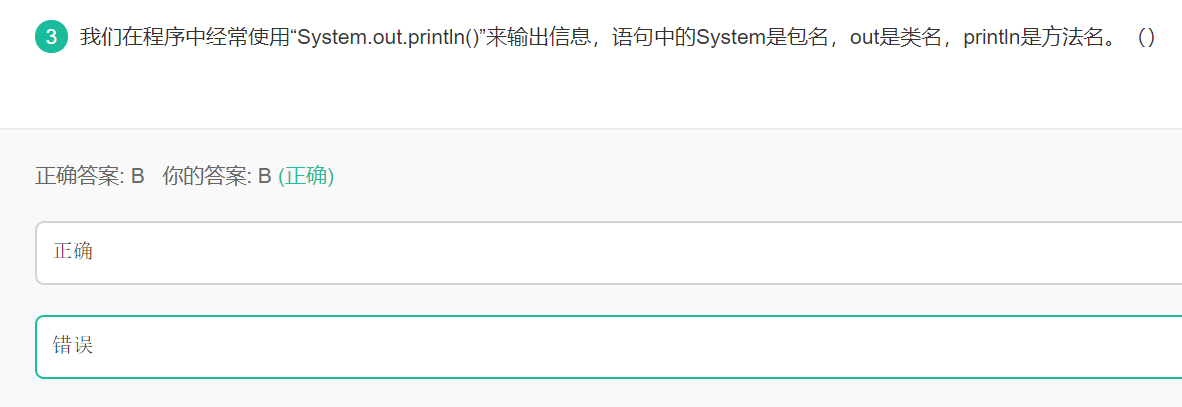 3 我们在程序中经常使用“System.out.println()”来输出信息，语句中的System是包名，out是类名，println是方法名。（）
正确答案: B 你的答案: B (正确)
正确
错误